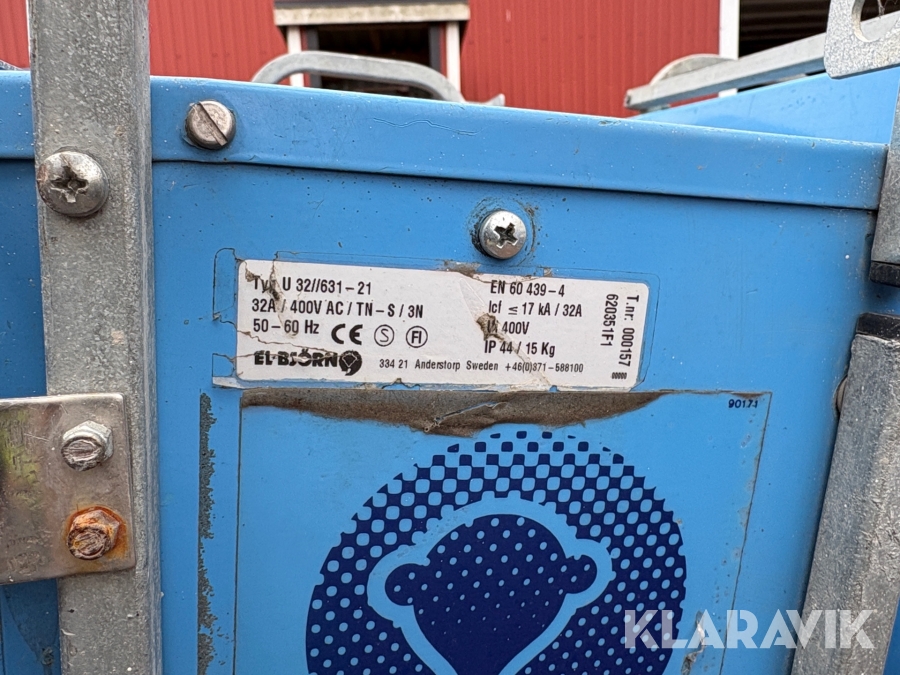 U 32//631-21
32A / 400V AC / TN-S / 3N
50-60 Hz CE S FI
EL-BJÖRN
EN 60 439-4
Icf ≤ 17 kA / 32A
400V
IP 44 / 15 Kg
334 21 Anderstorp Sweden +46(0)371-588100
T.nr. 000157
620351F1
90171
KLARAVIK